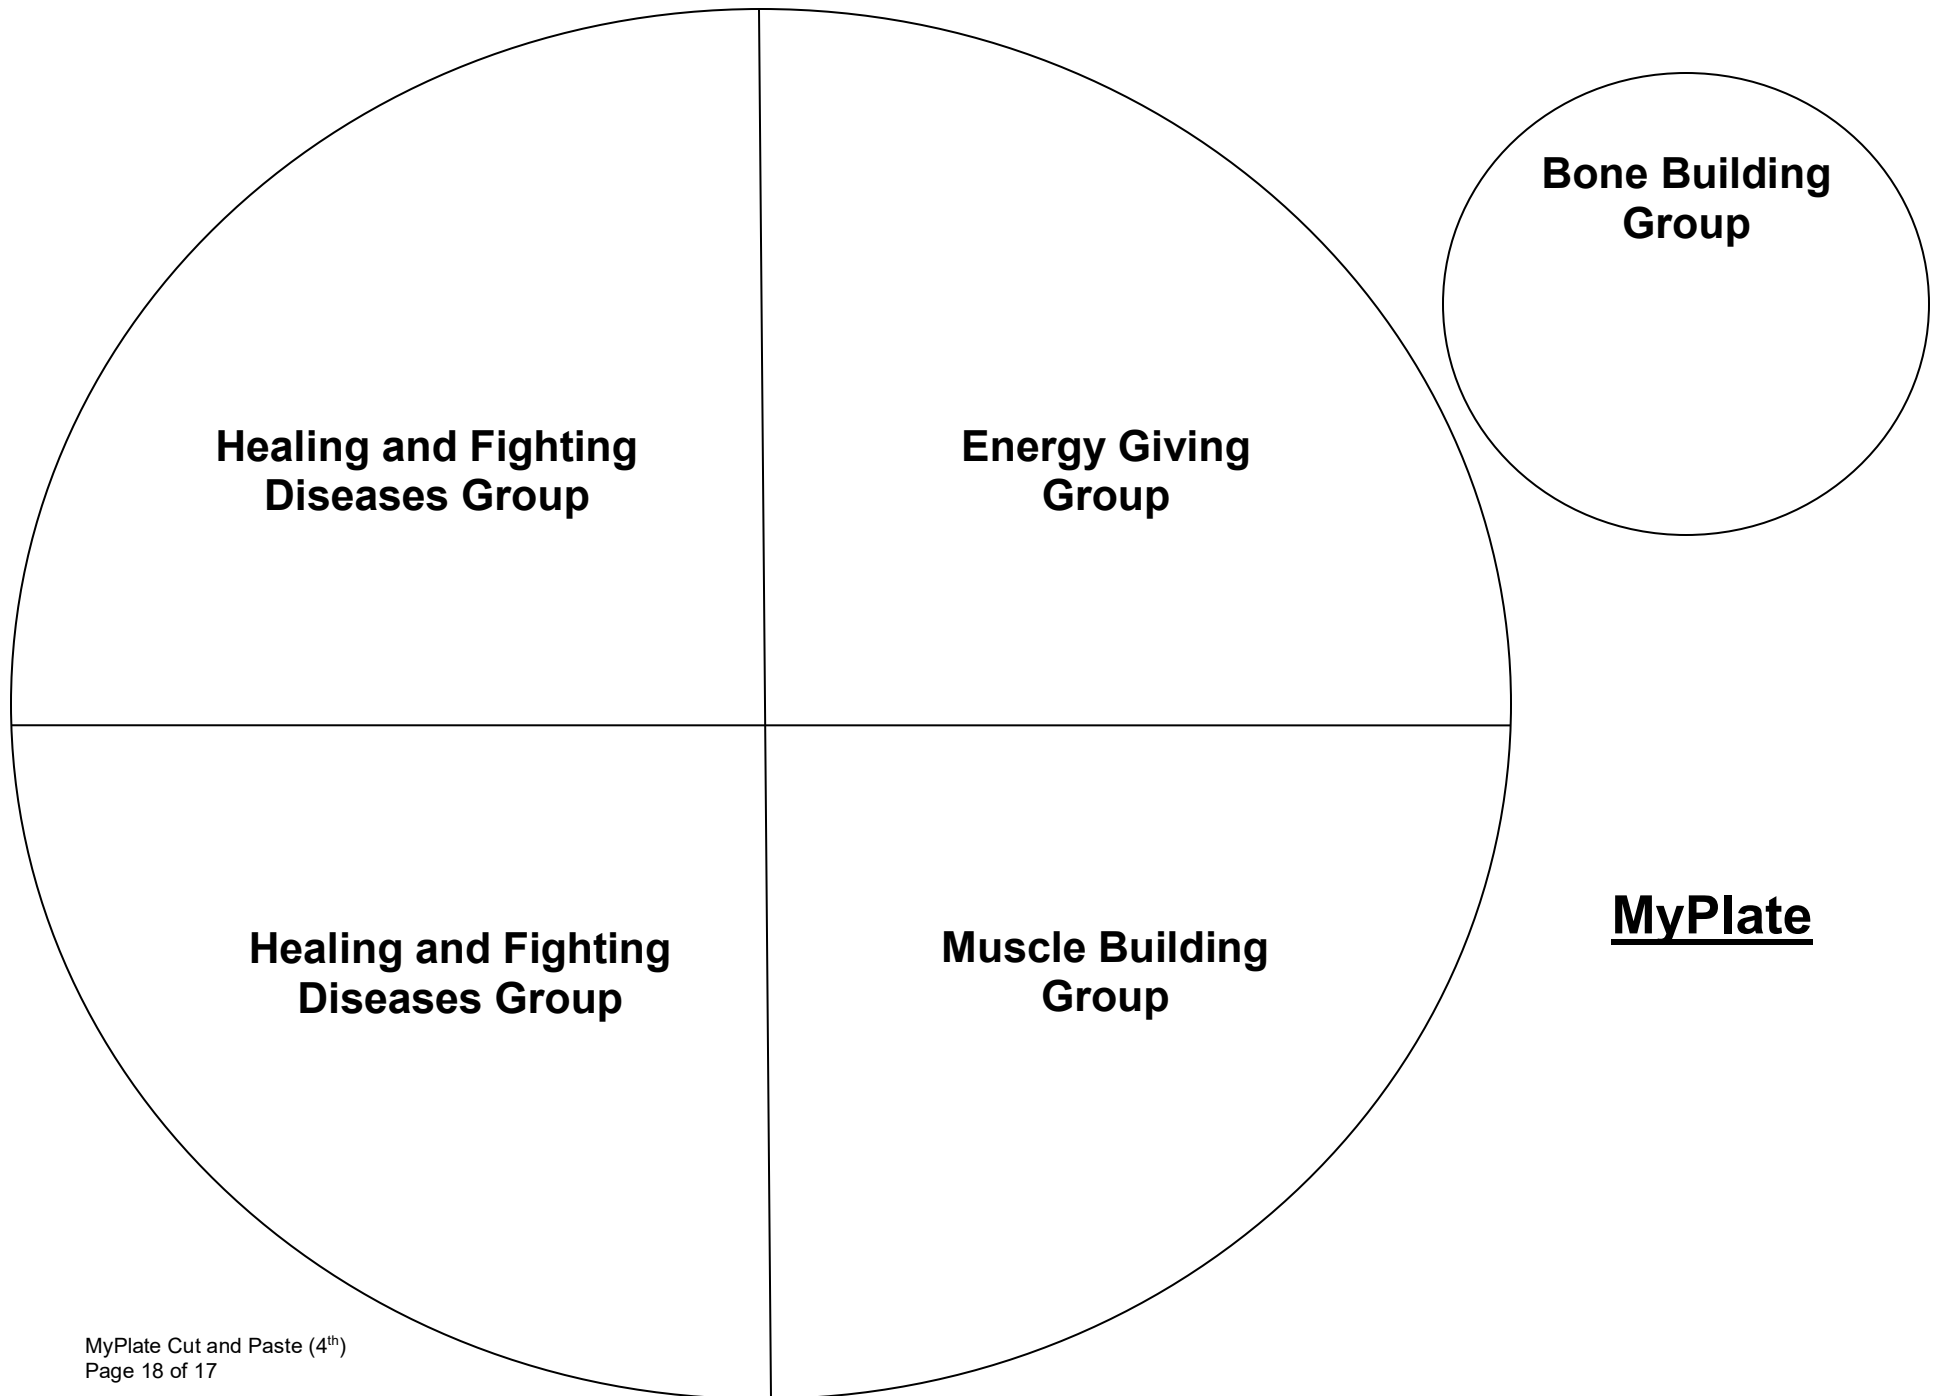 Bone Building
Group
Healing and Fighting
Diseases Group
Energy Giving
Group
Healing and Fighting
Diseases Group
Muscle Building
Group
MyPlate
MyPlate Cut and Paste (4th)
Page 18 of 17